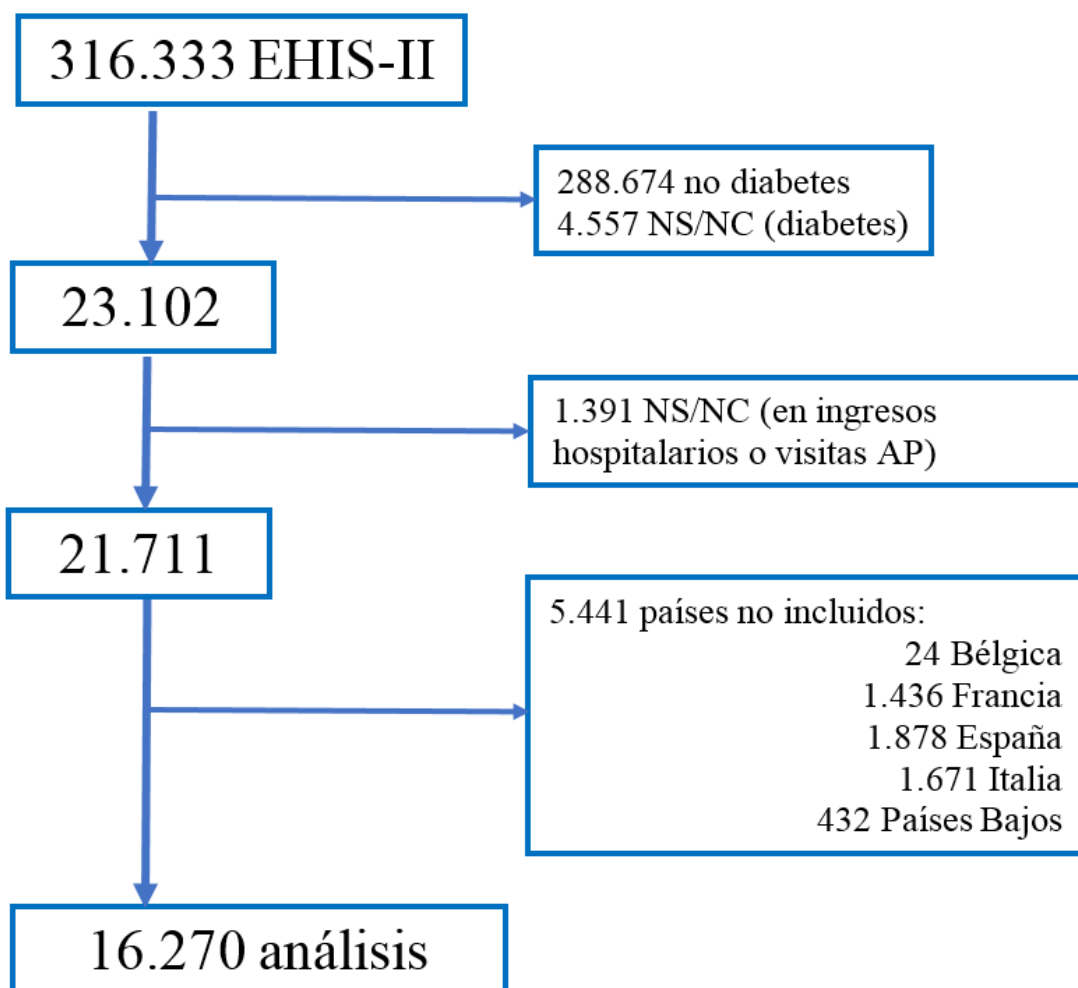 316.333 EHIS-II
288.674 no diabetes
4.557 NS/NC (diabetes)
23.102
1.391 NS/NC (en ingresos
hospitalarios o visitas AP)
21.711
5.441 países no incluidos:
24 Bélgica
1.436 Francia
1.878 España
1.671 Italia
432 Países Bajos
16.270 análisis